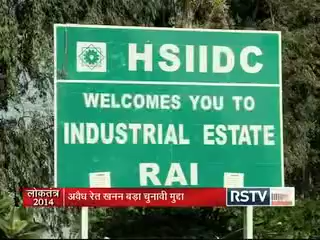 HSIIDC
WELCOMES YOU TO
INDUSTRIAL ESTATE
RAI
लोकतंत्र 2014
अवैध रेत खनन बड़ा चुनावी मुद्दा
RSTV